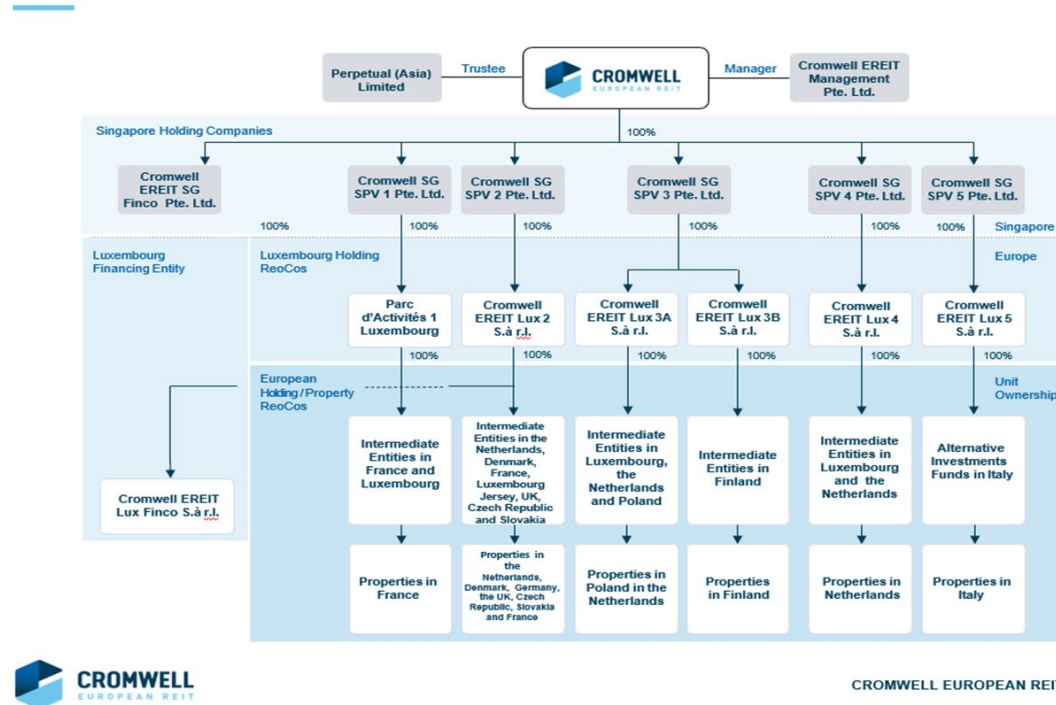 Perpetual (Asia)
Limited
Trustee
CROMWELL
EUROPEAN REIT
Manager
Cromwell EREIT
Management
Pte. Ltd.
Singapore Holding Companies
100%
Cromwell
EREIT SG
Finco Pte. Ltd.
Cromwell SG
SPV 1 Pte. Ltd.
Cromwell SG
SPV 2 Pte. Ltd.
Cromwell SG
SPV 3 Pte. Ltd.
Cromwell SG
SPV 4 Pte. Ltd.
Cromwell SG
SPV 5 Pte. Ltd.
100%
100%
100%
100%
100%
100%
Singapore
Luxembourg
Financing Entity
Luxembourg Holding
ReoCos
Europe
Parc
d'Activités 1
Luxembourg
Cromwell
EREIT Lux 2
S.à r.l.
Cromwell
EREIT Lux 3A
S.à r.l.
Cromwell
EREIT Lux 3B
S.à r.l.
Cromwell
EREIT Lux 4
S.à r.l.
Cromwell
EREIT Lux 5
S.à r.l.
100%
100%
100%
100%
100%
100%
European
Holding / Property
ReoCos
Unit
Ownership
Intermediate
Entities in
France and
Luxembourg
Intermediate
Entities in the
Netherlands,
Denmark,
France,
Luxembourg
Jersey, UK,
Czech Republic
and Slovakia
Intermediate
Entities in
Luxembourg,
the
Netherlands
and Poland
Intermediate
Entities in
Finland
Intermediate
Entities in
Luxembourg
and the
Netherlands
Alternative
Investments
Funds in Italy
Cromwell EREIT
Lux Finco S.à r.l.
Properties in
France
Properties in
the
Netherlands,
Denmark, Germany,
the UK, Czech
Republic, Slovakia
and France
Properties in
Poland in the
Netherlands
Properties
in Finland
Properties in
Netherlands
Properties in
Italy
CROMWELL
EUROPEAN REIT
CROMWELL EUROPEAN REIT